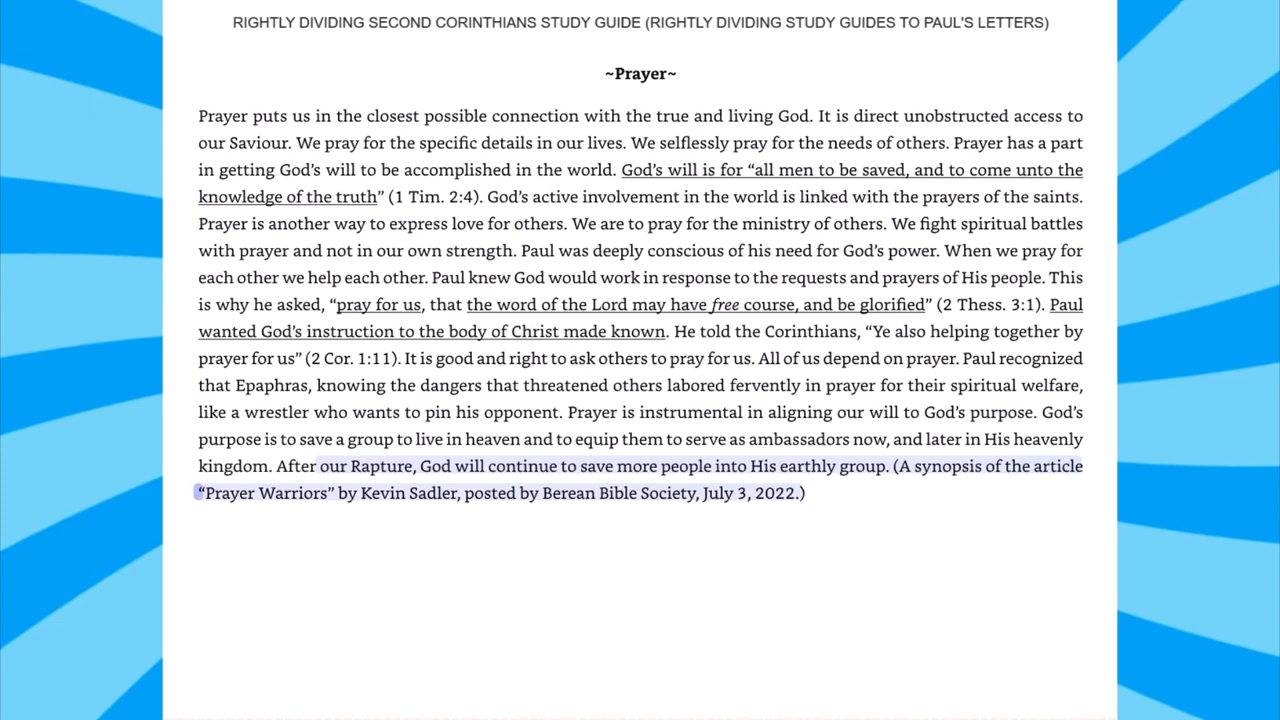 RIGHTLY DIVIDING SECOND CORINTHIANS STUDY GUIDE (RIGHTLY DIVIDING STUDY GUIDES TO PAUL'S LETTERS)
~Prayer~
Prayer puts us in the closest possible connection with the true and living God. It is direct unobstructed access to
our Saviour. We pray for the specific details in our lives. We selflessly pray for the needs of others. Prayer has a part
in getting God’s will to be accomplished in the world. God’s will is for “all men to be saved, and to come unto the
knowledge of the truth” (1 Tim. 2:4). God’s active involvement in the world is linked with the prayers of the saints.
Prayer is another way to express love for others. We are to pray for the ministry of others. We fight spiritual battles
with prayer and not in our own strength. Paul was deeply conscious of his need for God’s power. When we pray for
each other we help each other. Paul knew God would work in response to the requests and prayers of His people. This
is why he asked, “pray for us, that the word of the Lord may have free course, and be glorified” (2 Thess. 3:1). Paul
wanted God’s instruction to the body of Christ made known. He told the Corinthians, “Ye also helping together by
prayer for us” (2 Cor. 1:11). It is good and right to ask others to pray for us. All of us depend on prayer. Paul recognized
that Epaphras, knowing the dangers that threatened others labored fervently in prayer for their spiritual welfare,
like a wrestler who wants to pin his opponent. Prayer is instrumental in aligning our will to God’s purpose. God’s
purpose is to save a group to live in heaven and to equip them to serve as ambassadors now, and later in His heavenly
kingdom. After our Rapture, God will continue to save more people into His earthly group. (A synopsis of the article
“Prayer Warriors” by Kevin Sadler, posted by Berean Bible Society, July 3, 2022.)